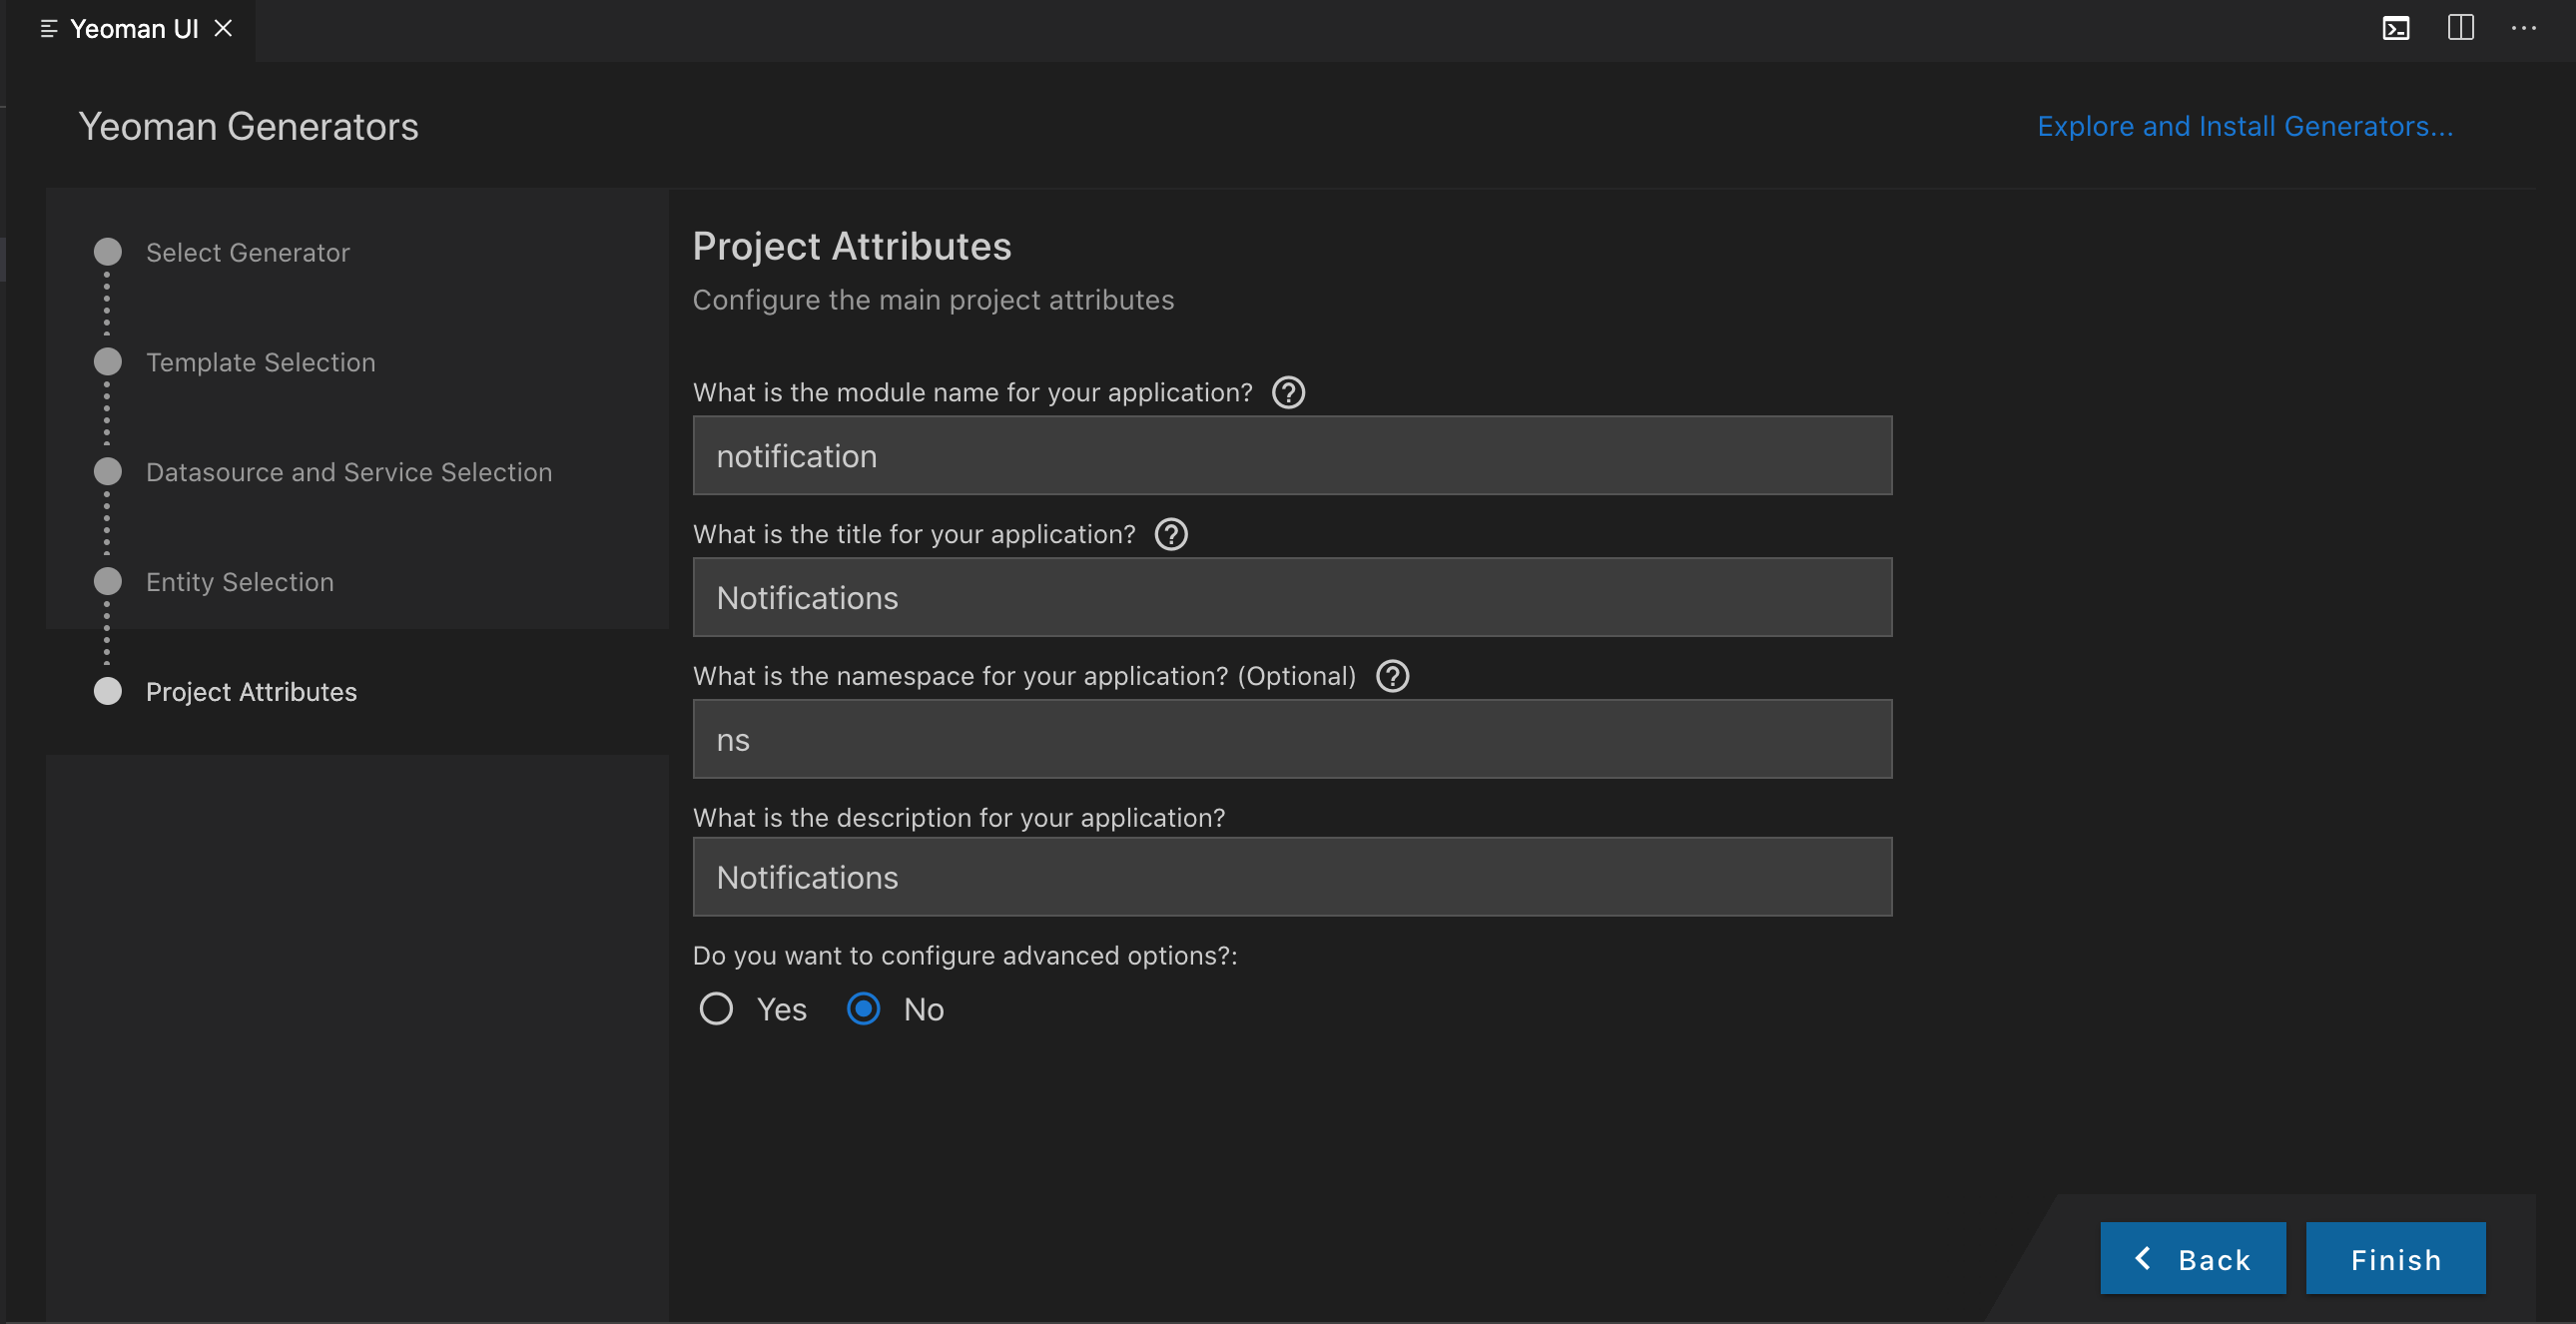 Yeoman UI
Yeoman Generators
Explore and Install Generators...
Select Generator
Template Selection
Datasource and Service Selection
Entity Selection
Project Attributes
Project Attributes
Configure the main project attributes
What is the module name for your application?
notification
What is the title for your application?
Notifications
What is the namespace for your application? (Optional)
ns
What is the description for your application?
Notifications
Do you want to configure advanced options?:
Yes No
Back Finish